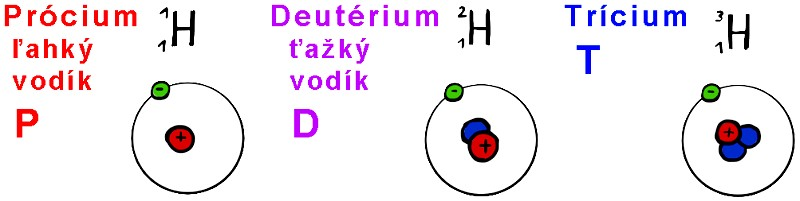 Prócium
ľahký
vodík
P
¹₁H
-
+
Deutérium
ťažký
vodík
D
²₁H
-
+
Trícium
T
³₁H
-
+